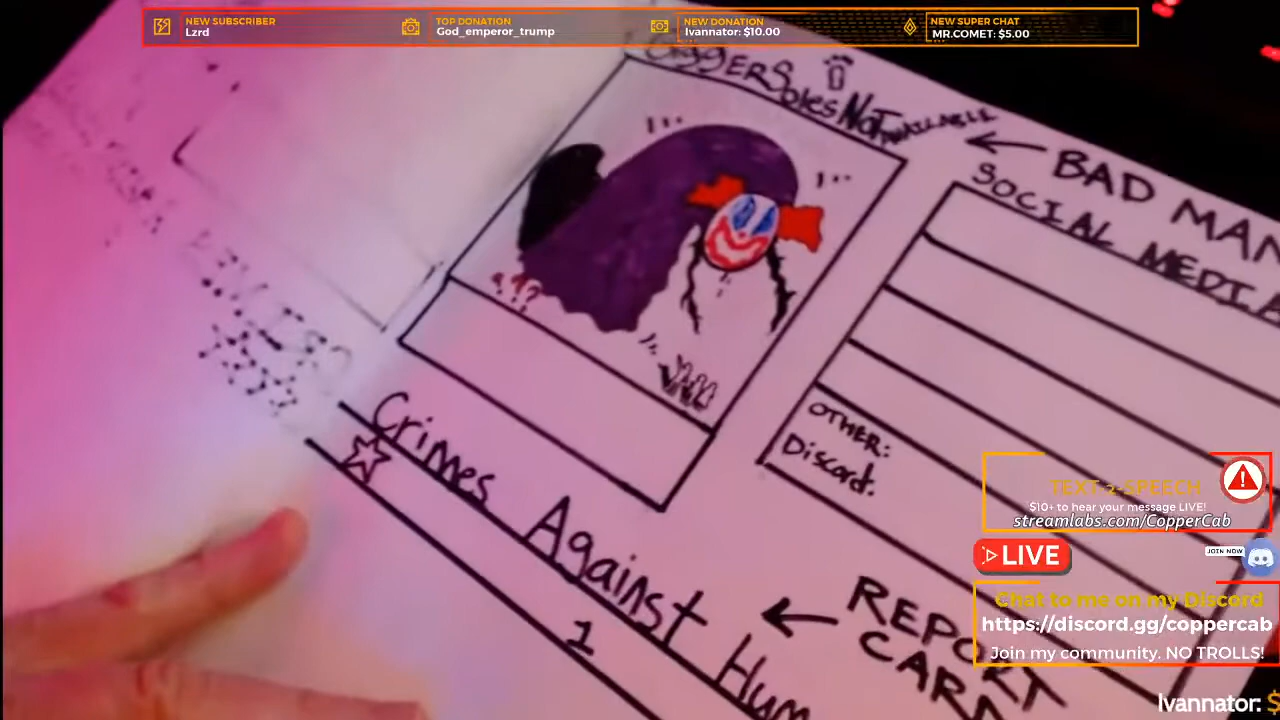 NEW SUBSCRIBER
Lzrd
TOP DONATION
God_emperor_trump
NEW DONATION
Ivannator: $10.00
NEW SUPER CHAT
MR.COMET: $5.00
Soles NOT AVAILABLE
BAD MAN
SOCIAL MEDIA
OTHER:
Discord.
Crimes Against Hum
1
REPORT
CARD
TEXT-2-SPEECH
$10+ to hear your message LIVE!
streamlabs.com/CopperCab
LIVE
JOIN NOW
Chat to me on my Discord
https://discord.gg/coppercab
Join my community. NO TROLLS!
Ivannator: $